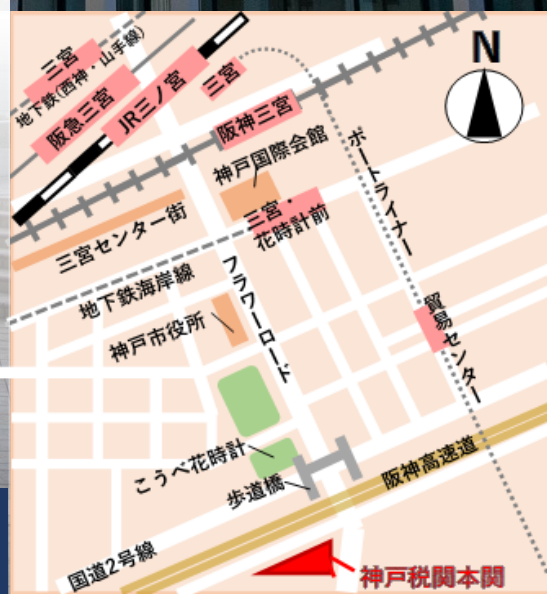 N
三宮
地下鉄(西神・山手線)
阪急三宮
JR三ノ宮
三宮
阪神三宮
神戸国際会館
三宮・
花時計前
三宮センター街
ポートライナー
地下鉄海岸線
フラワーロード
神戸市役所
貿易センター
こうべ花時計
歩道橋
阪神高速道
国道2号線
神戸税関本関